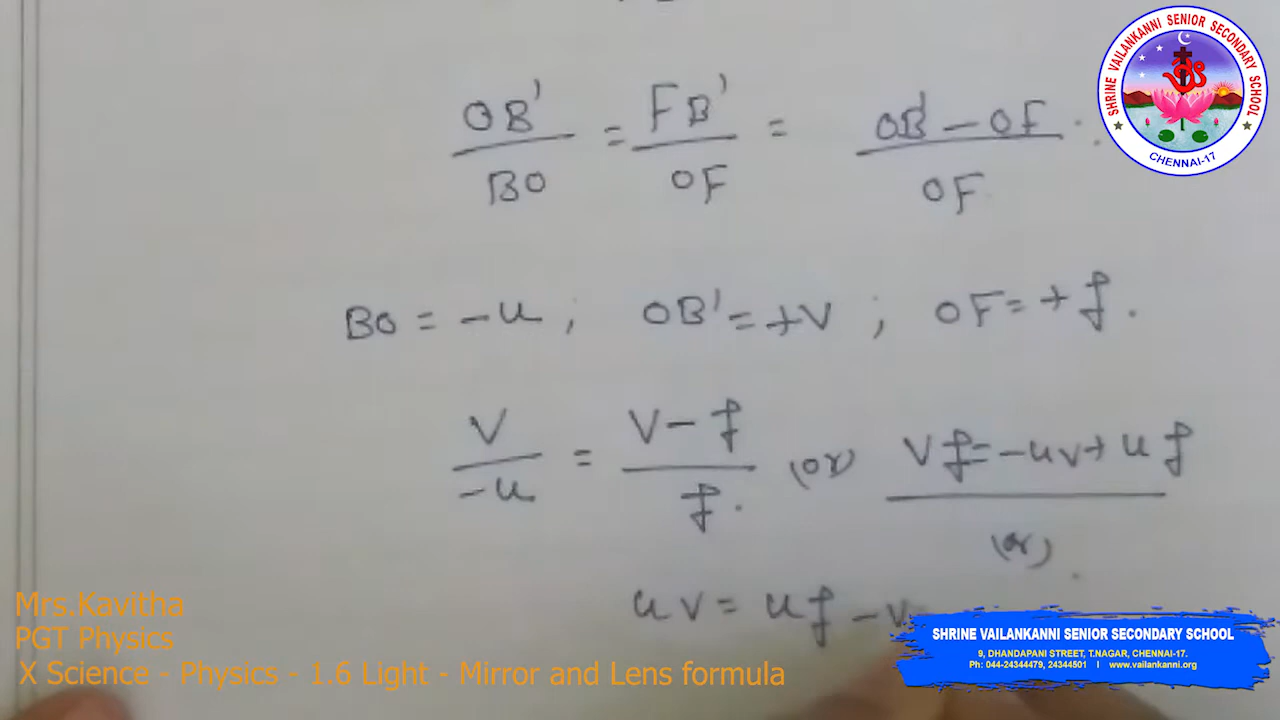 OB'/BO = FB'/OF = OB' - OF/OF
BO = -u ; OB' = +V ; OF = + f.
V/-u = V - f/f. (or) Vf = -uv + uf
(or)
uv = uf - v
SHRINE VAILANKANNI SENIOR SECONDARY SCHOOL
CHENNAI-17
Mrs.Kavitha
PGT Physics
X Science - Physics - 1.6 Light - Mirror and Lens formula
SHRINE VAILANKANNI SENIOR SECONDARY SCHOOL
9, DHANDAPANI STREET, T.NAGAR, CHENNAI-17.
Ph: 044-24344479, 24344501 | www.vailankanni.org